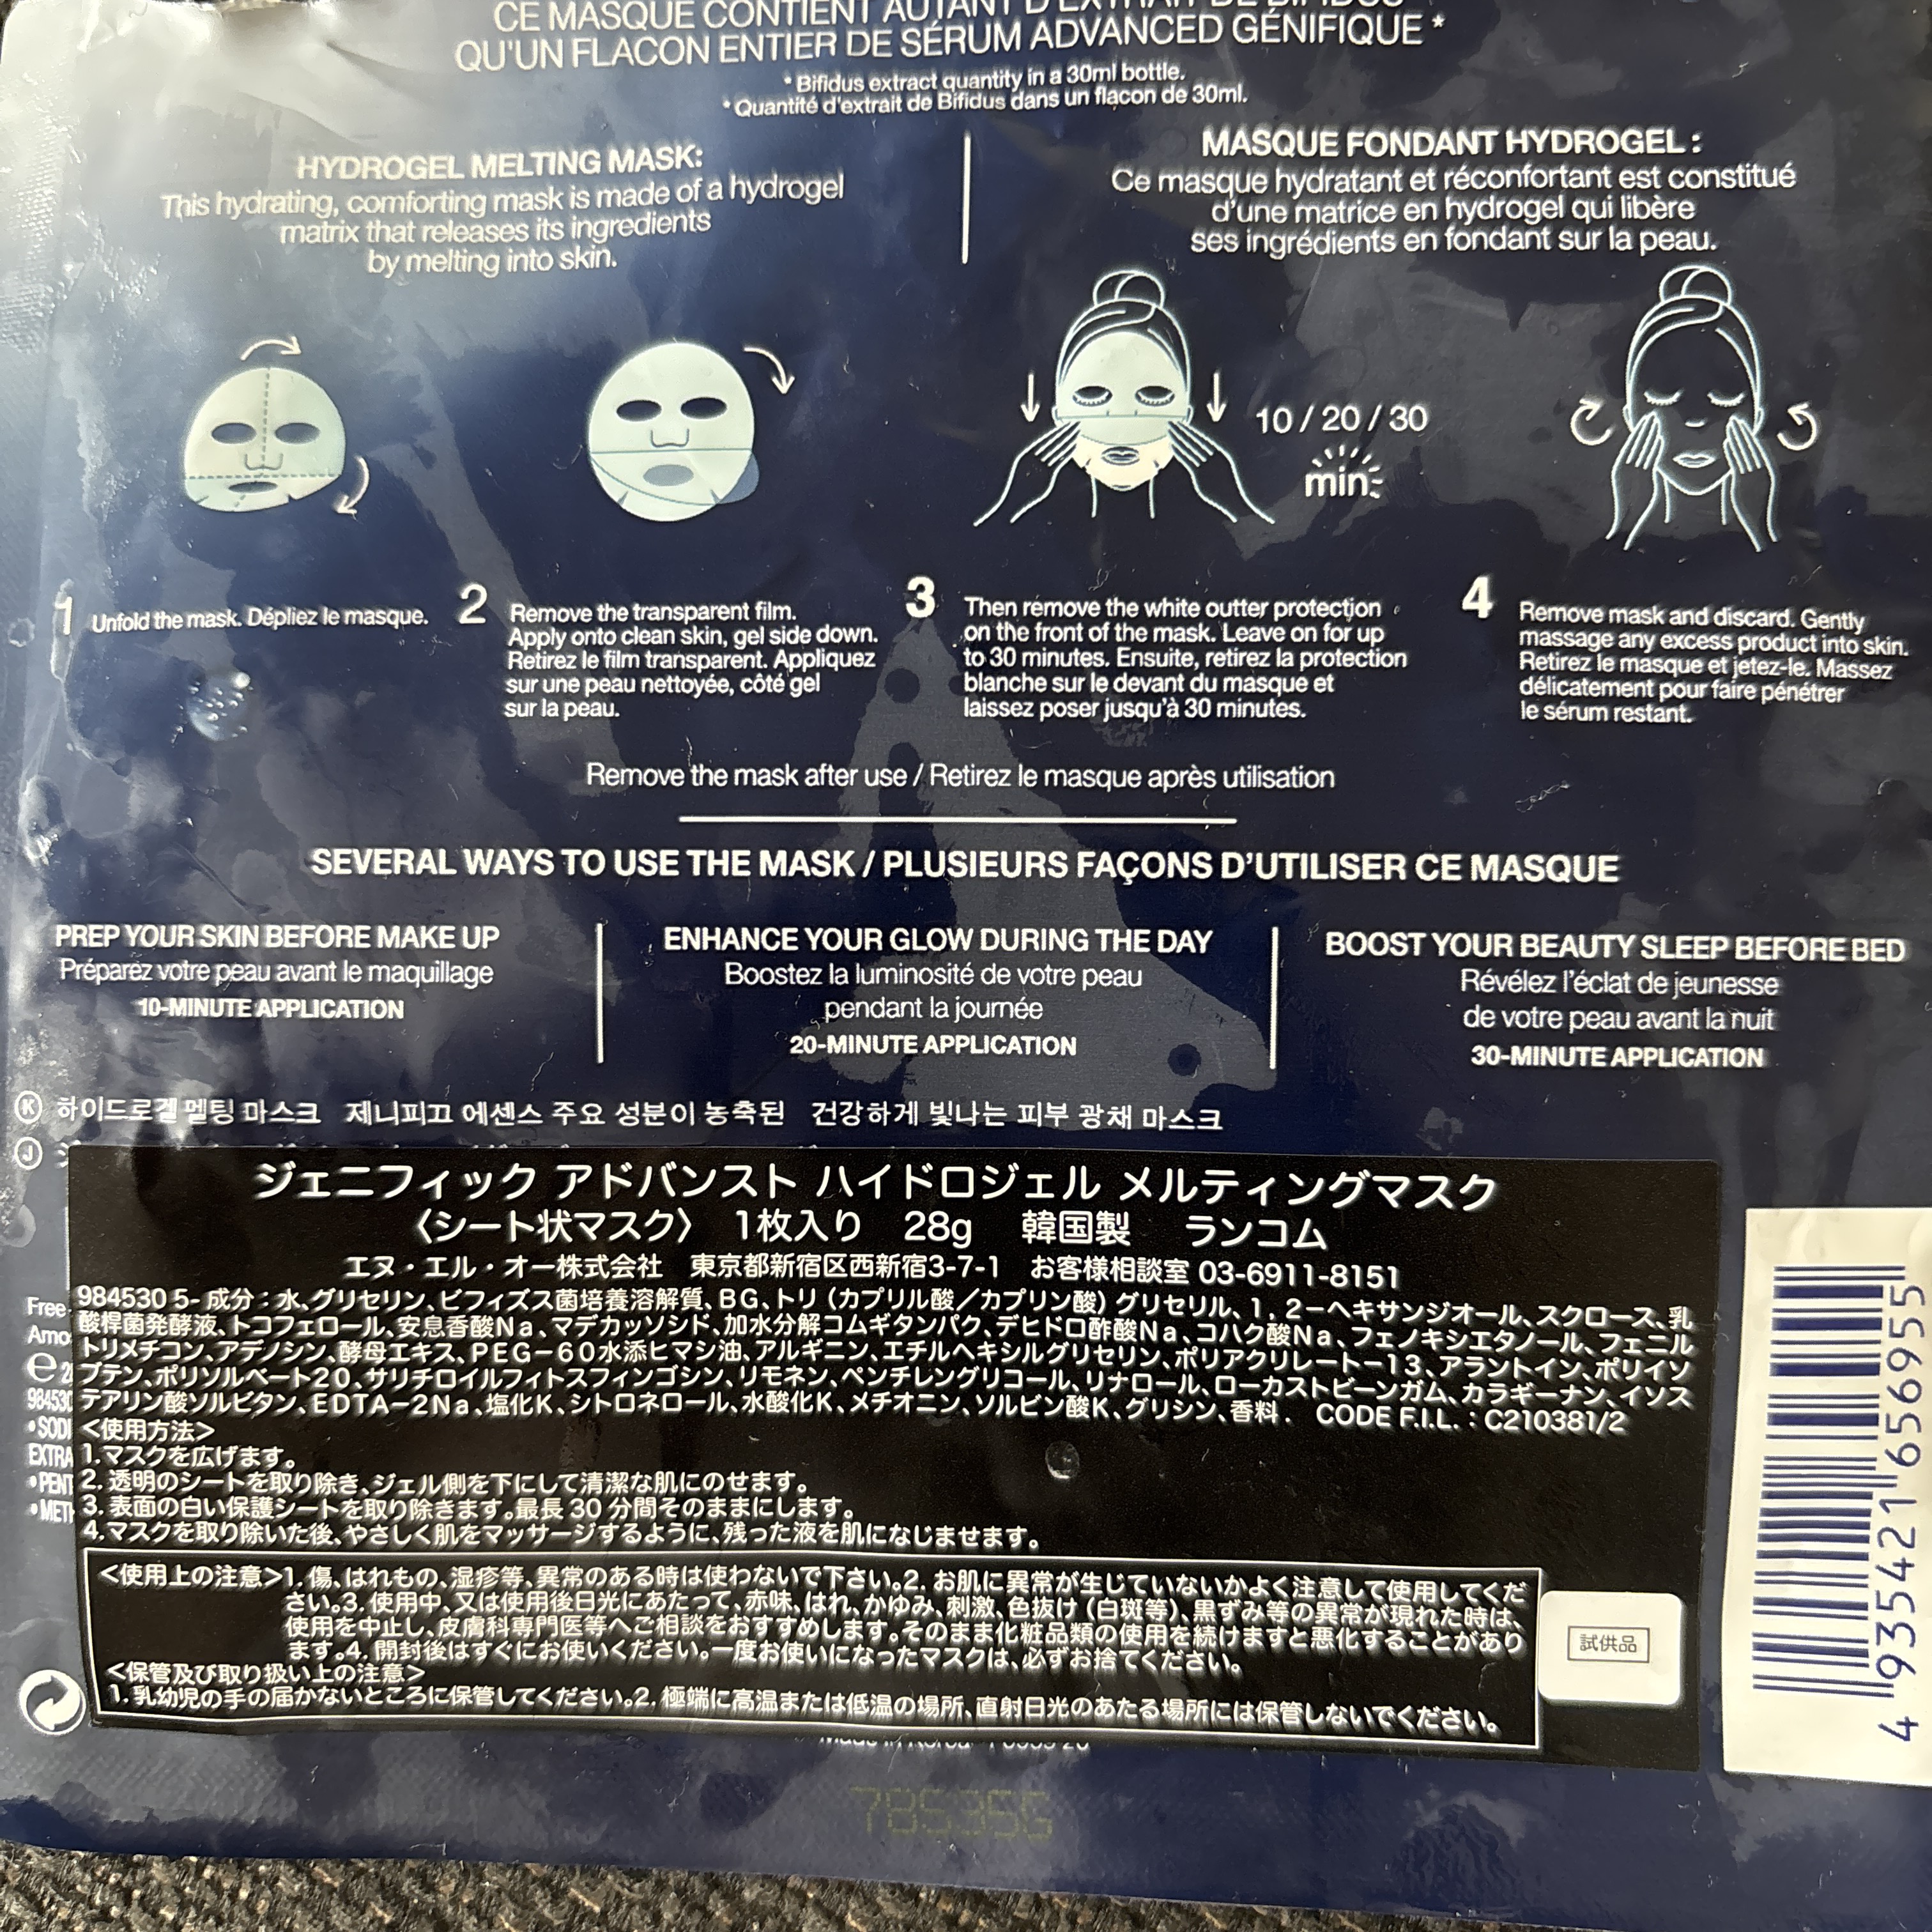 CE MASQUE CONTIENT AUTANT D'EXTRAIT DE BIFIDUS
QU'UN FLACON ENTIER DE SÉRUM ADVANCED GÉNIFIQUE *
* Bifidus extract quantity in a 30ml bottle.
* Quantité d'extrait de Bifidus dans un flacon de 30ml.
HYDROGEL MELTING MASK:
This hydrating, comforting mask is made of a hydrogel
matrix that releases its ingredients
by melting into skin.
MASQUE FONDANT HYDROGEL :
Ce masque hydratant et réconfortant est constitué
d'une matrice en hydrogel qui libère
ses ingrédients en fondant sur la peau.
10 / 20 / 30
min
1 Unfold the mask. Dépliez le masque.
2 Remove the transparent film.
Apply onto clean skin, gel side down.
Retirez le film transparent. Appliquez
sur une peau nettoyée, côté gel
sur la peau.
3 Then remove the white outter protection
on the front of the mask. Leave on for up
to 30 minutes. Ensuite, retirez la protection
blanche sur le devant du masque et
laissez poser jusqu'à 30 minutes.
4 Remove mask and discard. Gently
massage any excess product into skin.
Retirez le masque et jetez-le. Massez
délicatement pour faire pénétrer
le sérum restant.
Remove the mask after use / Retirez le masque après utilisation
SEVERAL WAYS TO USE THE MASK / PLUSIEURS FAÇONS D'UTILISER CE MASQUE
PREP YOUR SKIN BEFORE MAKE UP
Préparez votre peau avant le maquillage
10-MINUTE APPLICATION
ENHANCE YOUR GLOW DURING THE DAY
Boostez la luminosité de votre peau
pendant la journée
20-MINUTE APPLICATION
BOOST YOUR BEAUTY SLEEP BEFORE BED
Révélez l'éclat de jeunesse
de votre peau avant la nuit
30-MINUTE APPLICATION
Ⓚ 하이드로겔 멜팅 마스크 제니피끄 에센스 주요 성분이 농축된 건강하게 빛나는 피부 광채 마스크
Ⓙ
ジェニフィック アドバンスト ハイドロジェル メルティングマスク
〈シート状マスク〉 1枚入り 28g 韓国製 ランコム
エヌ・エル・オー株式会社 東京都新宿区西新宿3-7-1 お客様相談室 03-6911-8151
984530 5- 成分：水、グリセリン、ビフィズス菌培養溶解質、BG、トリ（カプリル酸／カプリン酸）グリセリル、1，2－ヘキサンジオール、スクロース、乳
酸桿菌発酵液、トコフェロール、安息香酸Na、マデカッソシド、加水分解コムギタンパク、デヒドロ酢酸Na、コハク酸Na、フェノキシエタノール、フェニル
トリメチコン、アデノシン、酵母エキス、PEG－60水添ヒマシ油、アルギニン、エチルヘキシルグリセリン、ポリアクリレート－13、アラントイン、ポリイソ
ブテン、ポリソルベート20、サリチロイルフィトスフィンゴシン、リモネン、ペンチレングリコール、リナロール、ローカストビーンガム、カラギーナン、イソス
テアリン酸ソルビタン、EDTA－2Na、塩化K、シトロネロール、水酸化K、メチオニン、ソルビン酸K、グリシン、香料． CODE F.I.L.：C210381/2
＜使用方法＞
1.マスクを広げます。
2. 透明のシートを取り除き、ジェル側を下にして清潔な肌にのせます。
3. 表面の白い保護シートを取り除きます。最長 30 分間そのままにします。
4.マスクを取り除いた後、やさしく肌をマッサージするように、残った液を肌になじませます。
＜使用上の注意＞1. 傷、はれもの、湿疹等、異常のある時は使わないで下さい。2. お肌に異常が生じていないかよく注意して使用してくだ
さい。3. 使用中、又は使用後日光にあたって、赤味、はれ、かゆみ、刺激、色抜け（白斑等）、黒ずみ等の異常が現れた時は、
使用を中止し、皮膚科専門医等へご相談をおすすめします。そのまま化粧品類の使用を続けますと悪化することがあり
ます。4. 開封後はすぐにお使いください。一度お使いになったマスクは、必ずお捨てください。
＜保管及び取り扱い上の注意＞
1. 乳幼児の手の届かないところに保管してください。2. 極端に高温または低温の場所、直射日光のあたる場所には保管しないでください。
試供品
4 935421 656955
Free
Amo
984530
•SODI
EXTRA
•PENT
•METH
78S35G